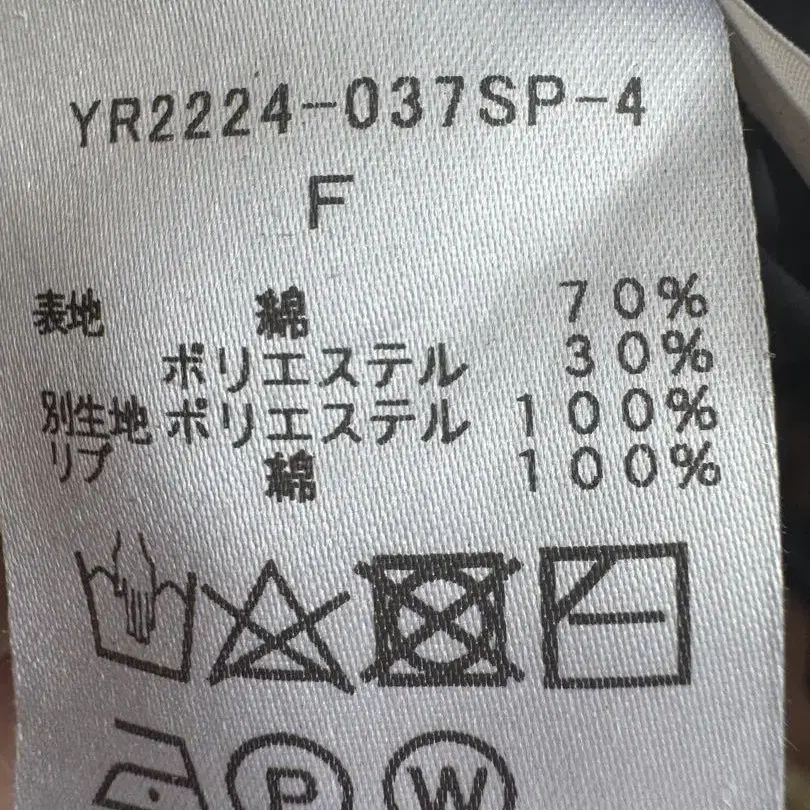 YR2224-037SP-4
F
表地 綿 70%
ポリエステル 30%
別生地 ポリエステル 100%
リブ 綿 100%
P W